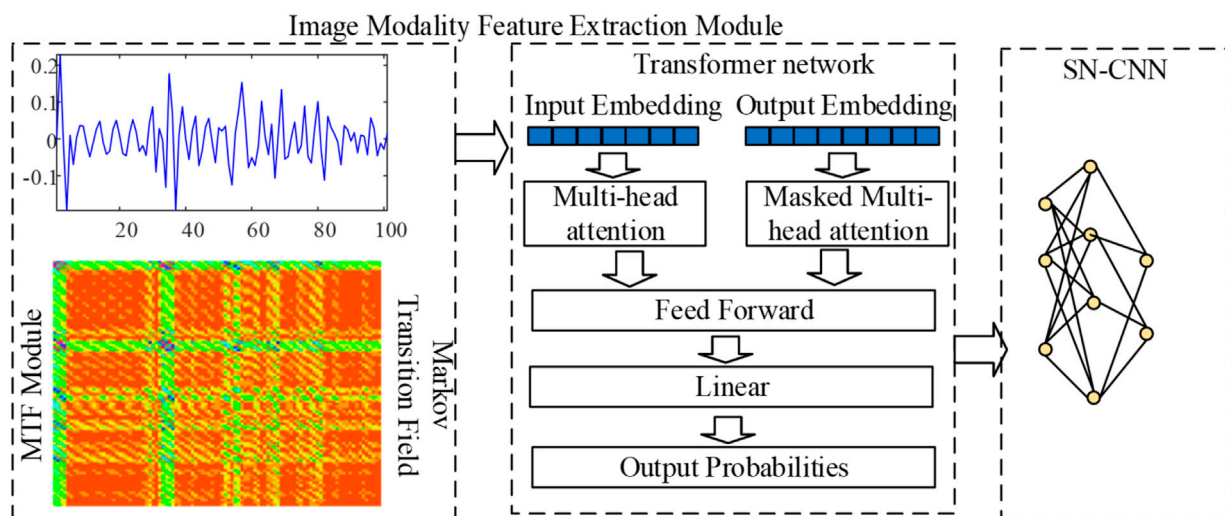 Image Modality Feature Extraction Module
0.2
0.1
0
-0.1
20 40 60 80 100
MTF Module
Markov
Transition Field
Transformer network
Input Embedding
Output Embedding
Multi-head
attention
Masked Multi-
head attention
Feed Forward
Linear
Output Probabilities
SN-CNN